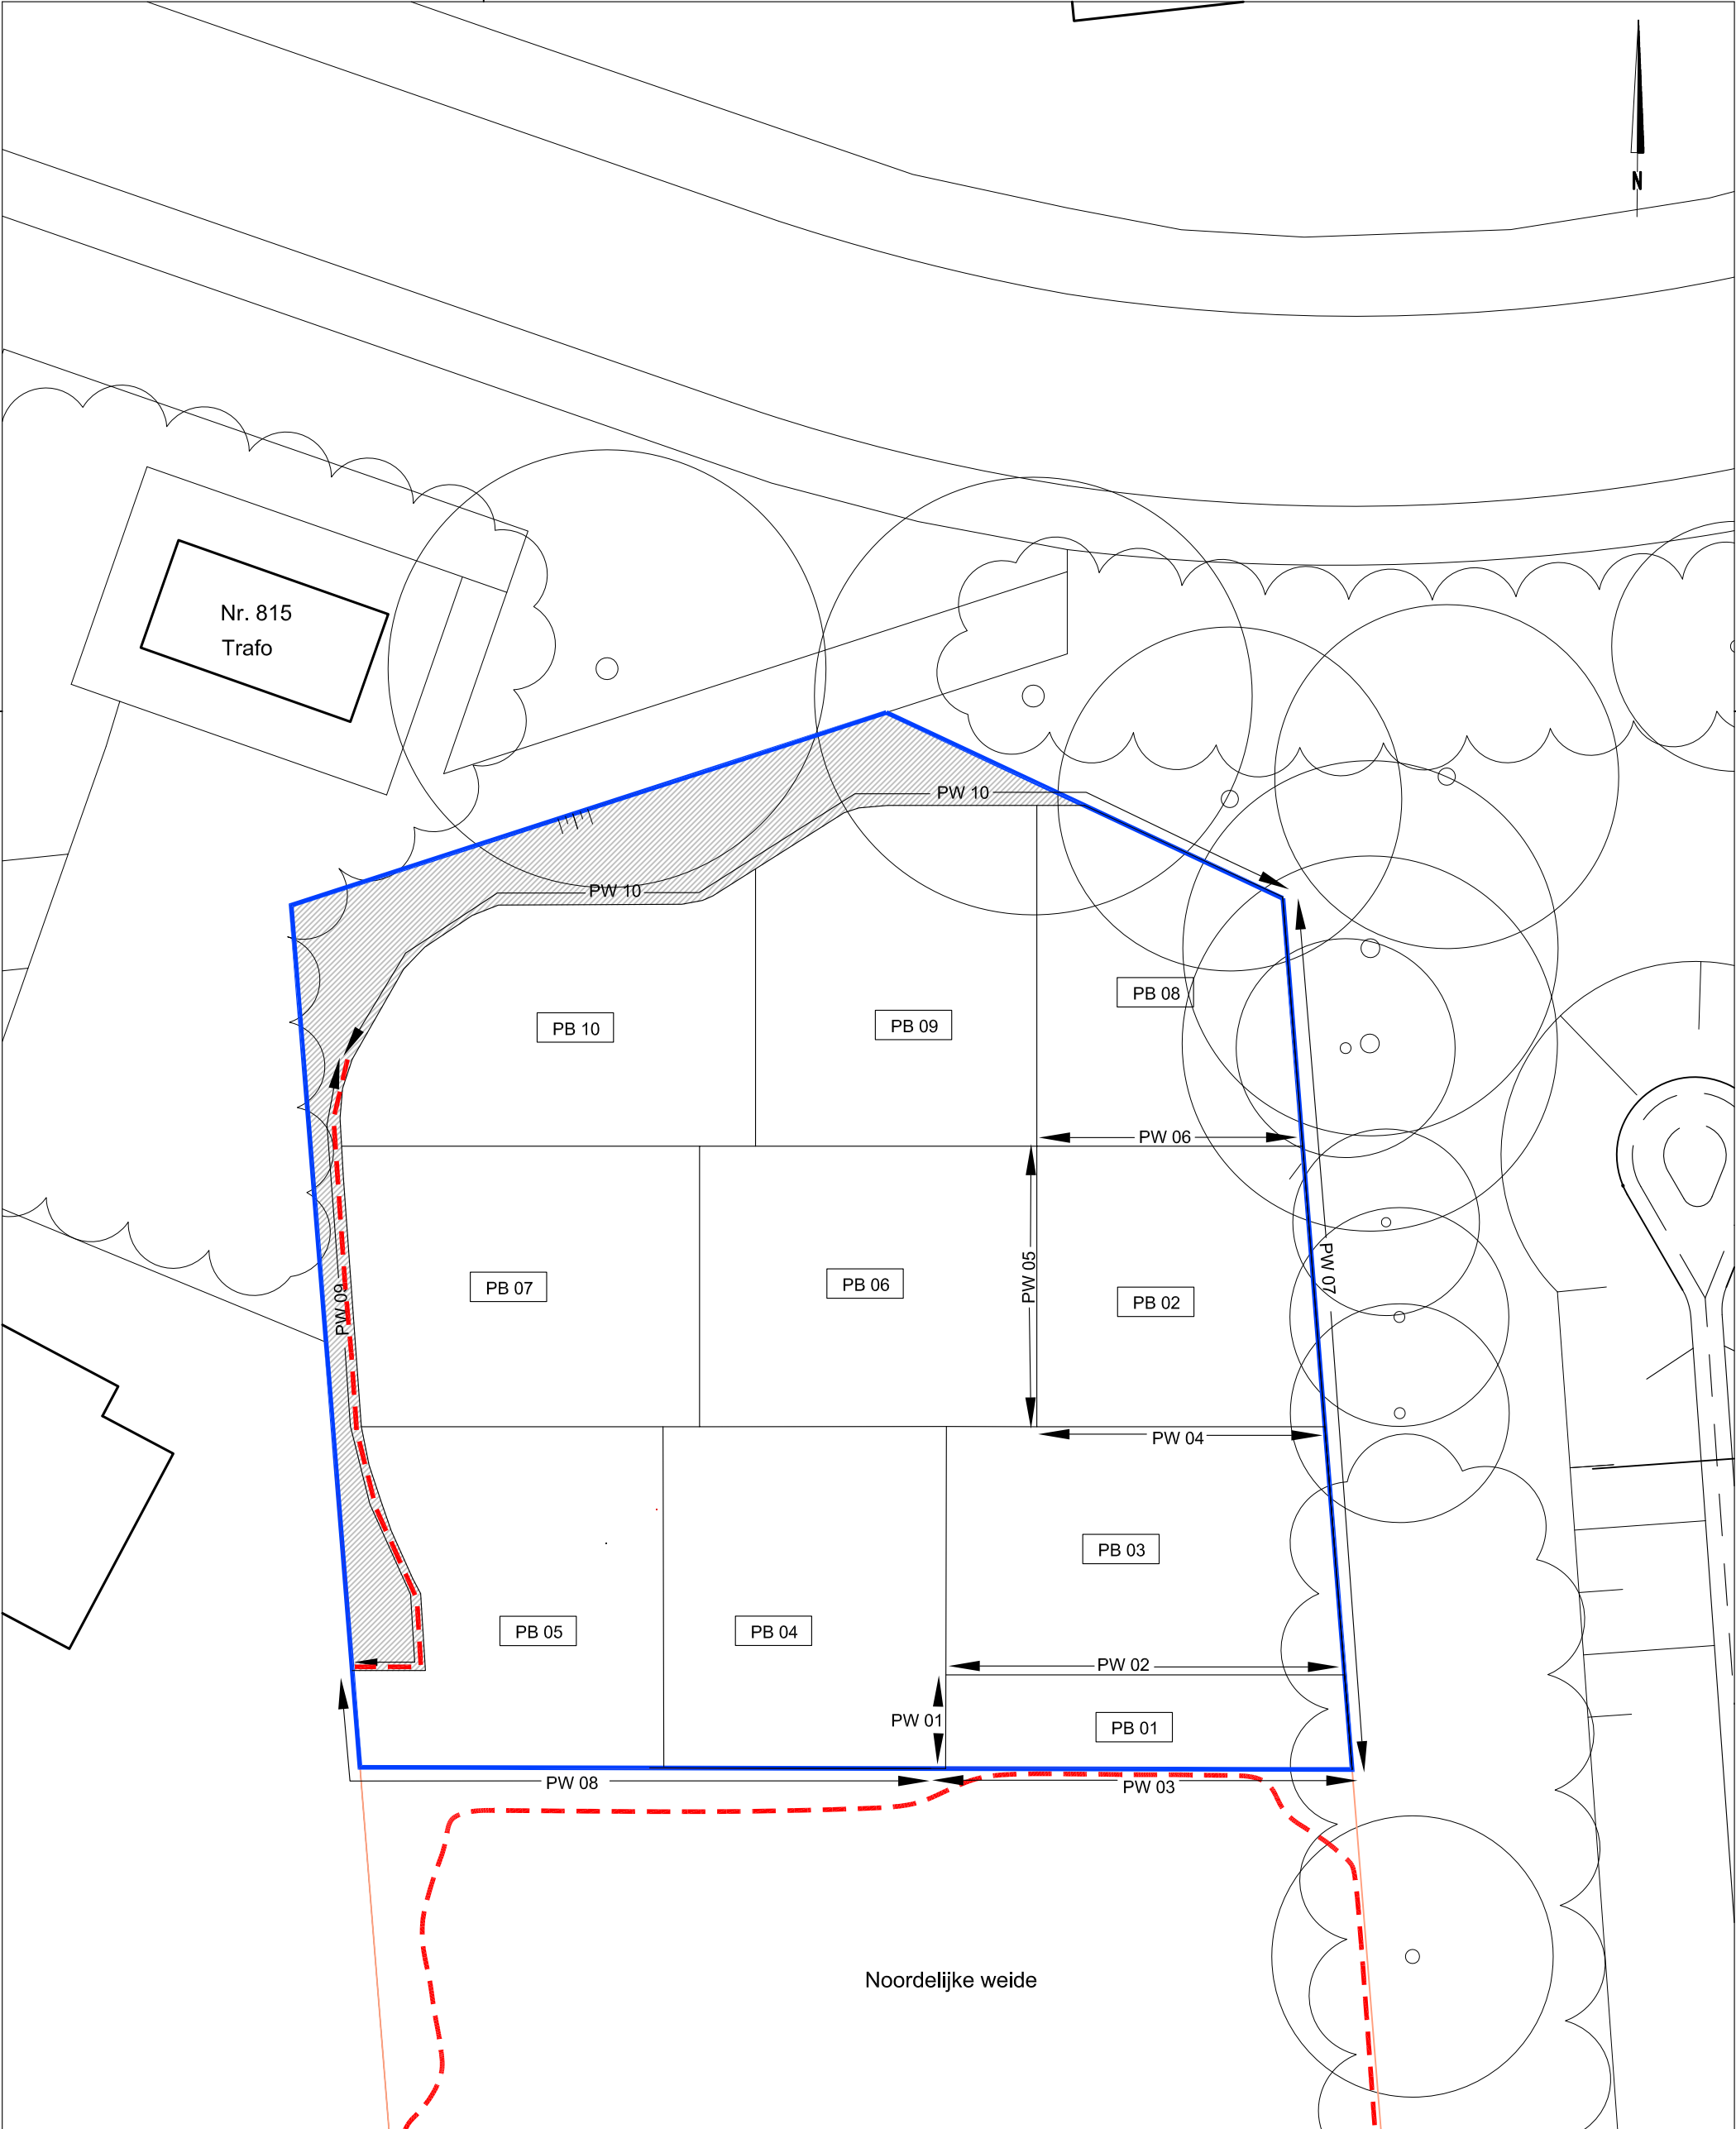 N
Nr. 815
Trafo
PW 10
PW 10
PB 08
PB 09
PB 10
PW 06
PW 05
PW 07
PB 06
PB 07
PB 02
PW 09
PW 04
PB 03
PB 05
PB 04
PW 02
PW 01
PB 01
PW 08
PW 03
Noordelijke weide